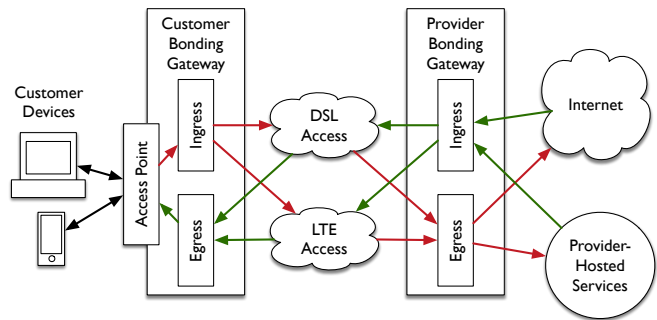 Customer
Bonding
Gateway
Provider
Bonding
Gateway
Customer
Devices
Access Point
Ingress
Egress
DSL
Access
LTE
Access
Ingress
Egress
Internet
Provider-
Hosted
Services